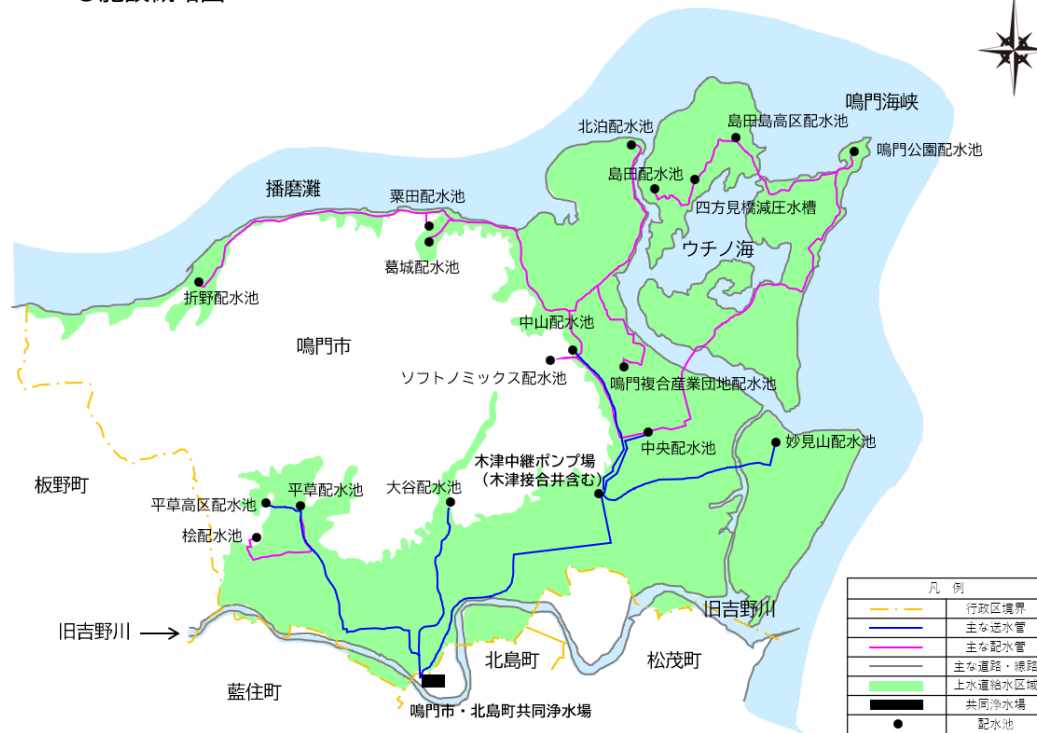 鳴門海峡
島田島高区配水池
北泊配水池
鳴門公園配水池
島田配水池
播磨灘
粟田配水池
四方見橋減圧水槽
ウチノ海
葛城配水池
折野配水池
中山配水池
鳴門市
ソフトノミックス配水池
鳴門複合産業団地配水池
中央配水池
妙見山配水池
木津中継ポンプ場
（木津接合井含む）
板野町
大谷配水池
平草配水池
平草高区配水池
桧配水池
凡 例
行政区境界
主な送水管
主な配水管
主な道路・線路
上水道給水区域
共同浄水場
配水池
旧吉野川
旧吉野川
北島町
松茂町
藍住町
鳴門市・北島町共同浄水場